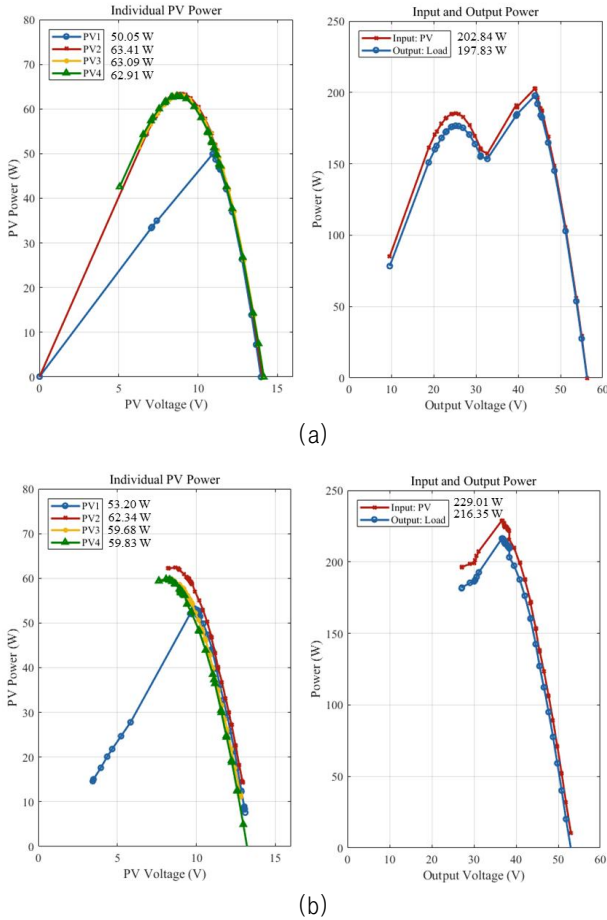 Individual PV Power
80
70
60
50
40
30
20
10
0
PV Power (W)
PV1 50.05 W
PV2 63.41 W
PV3 63.09 W
PV4 62.91 W
0 5 10 15
PV Voltage (V)
Input and Output Power
250
200
150
100
50
0
Power (W)
Input: PV 202.84 W
Output: Load 197.83 W
0 10 20 30 40 50 60
Output Voltage (V)
(a)
Individual PV Power
80
70
60
50
40
30
20
10
0
PV Power (W)
PV1 53.20 W
PV2 62.34 W
PV3 59.68 W
PV4 59.83 W
0 5 10 15
PV Voltage (V)
Input and Output Power
250
200
150
100
50
0
Power (W)
Input: PV 229.01 W
Output: Load 216.35 W
0 10 20 30 40 50 60
Output Voltage (V)
(b)